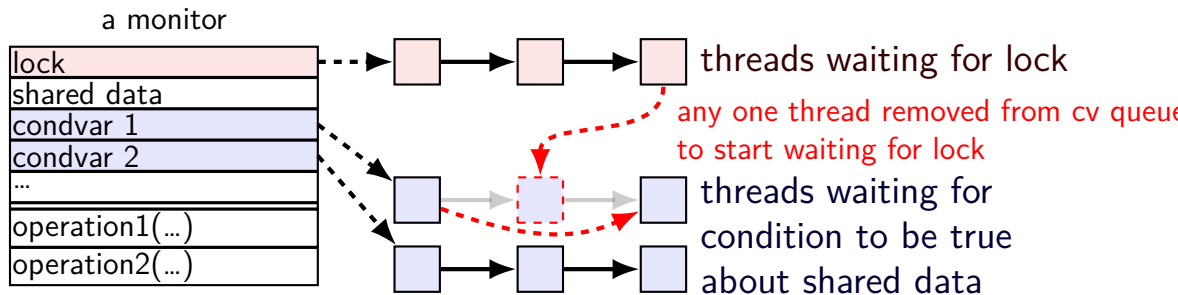 a monitor
lock
shared data
condvar 1
condvar 2
...
operation1(...)
operation2(...)
threads waiting for lock
any one thread removed from cv queue
to start waiting for lock
threads waiting for
condition to be true
about shared data